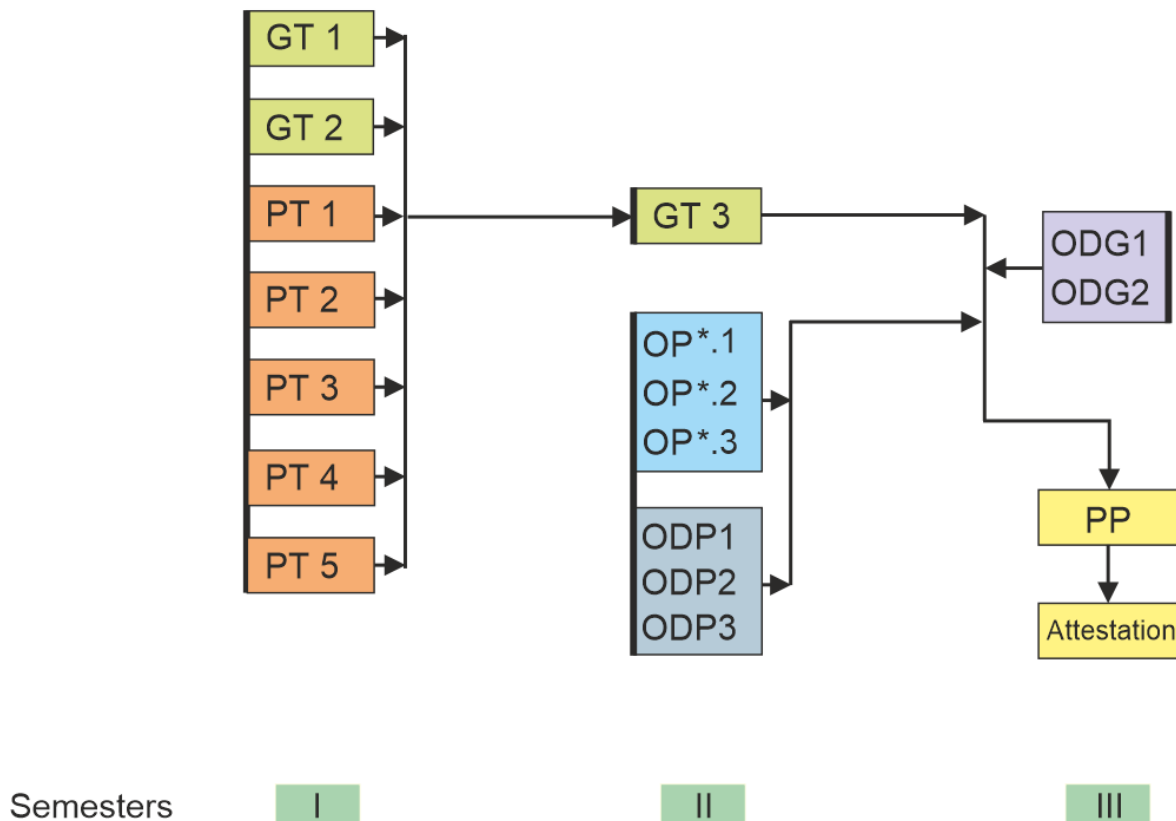 GT 1
GT 2
PT 1
PT 2
PT 3
PT 4
PT 5
GT 3
OP*.1
OP*.2
OP*.3
ODP1
ODP2
ODP3
ODG1
ODG2
PP
Attestation
Semesters I II III